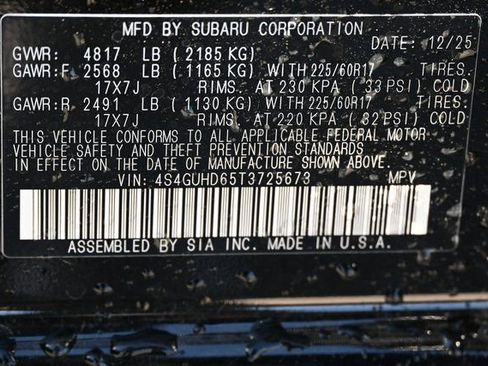 MFD BY SUBARU CORPORATION
DATE: 12/25
GVWR: 4817 LB (2185 KG)
GAWR:F. 2568 LB (1165 KG) WITH 225/60R17 TIRES.
17X7J RIMS. AT 230 KPA (33 PSI) COLD
GAWR:R 2491 LB (1130 KG) WITH 225/60R17 TIRES.
17X7J RIMS. AT 220 KPA (32 PSI) COLD
THIS VEHICLE CONFORMS TO ALL APPLICABLE FEDERAL MOTOR
VEHICLE SAFETY AND THEFT PREVENTION STANDARDS
IN EFFECT ON THE DATE OF MANUFACTURE SHOWN ABOVE.
VIN: 4S4GUHD65T3725673 MPV
ASSEMBLED BY SIA INC. MADE IN U.S.A.